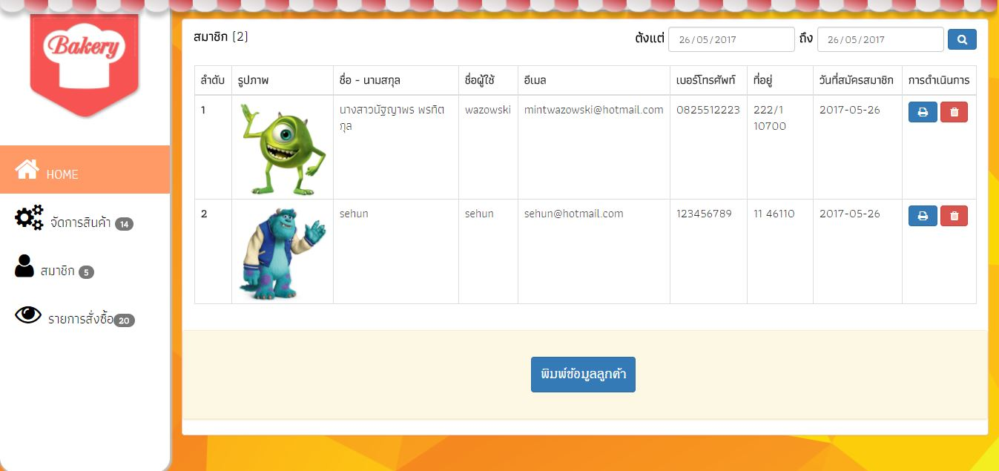 Bakery
HOME
จัดการสินค้า 14
สมาชิก 5
รายการสั่งซื้อ 20
สมาชิก (2)
ตั้งแต่ 26/05/2017 ถึง 26/05/2017
ลำดับ รูปภาพ ชื่อ - นามสกุล ชื่อผู้ใช้ อีเมล เบอร์โทรศัพท์ ที่อยู่ วันที่สมัครสมาชิก การดำเนินการ
1 นางสาวนัฐญาพร พรทิต wazowski mintwazowski@hotmail.com 0825512223 222/1 2017-05-26
กุล 10700
2 sehun sehun sehun@hotmail.com 123456789 11 46110 2017-05-26
พิมพ์ข้อมูลลูกค้า